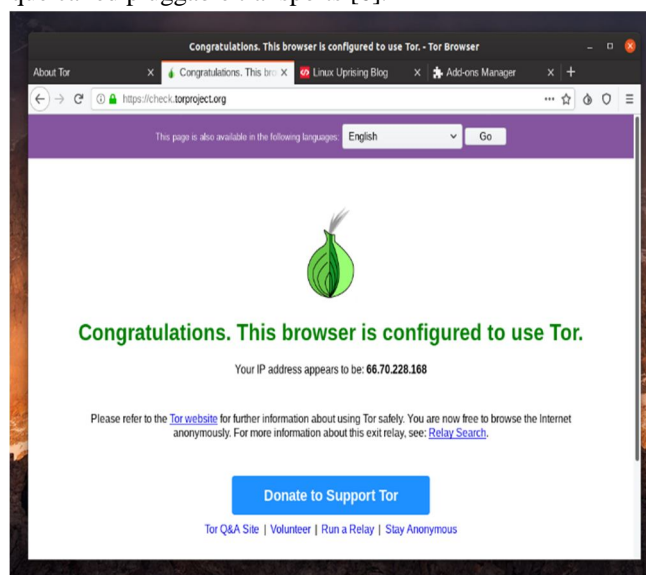 que called pluggable transports [6].
Congratulations. This browser is configured to use Tor. - Tor Browser
About Tor
Congratulations. This bro
Linux Uprising Blog
Add-ons Manager
https://check.torproject.org
This page is also available in the following languages:
English
Go
Congratulations. This browser is configured to use Tor.
Your IP address appears to be: 66.70.228.168
Please refer to the Tor website for further information about using Tor safely. You are now free to browse the Internet
anonymously. For more information about this exit relay, see: Relay Search.
Donate to Support Tor
Tor Q&A Site | Volunteer | Run a Relay | Stay Anonymous